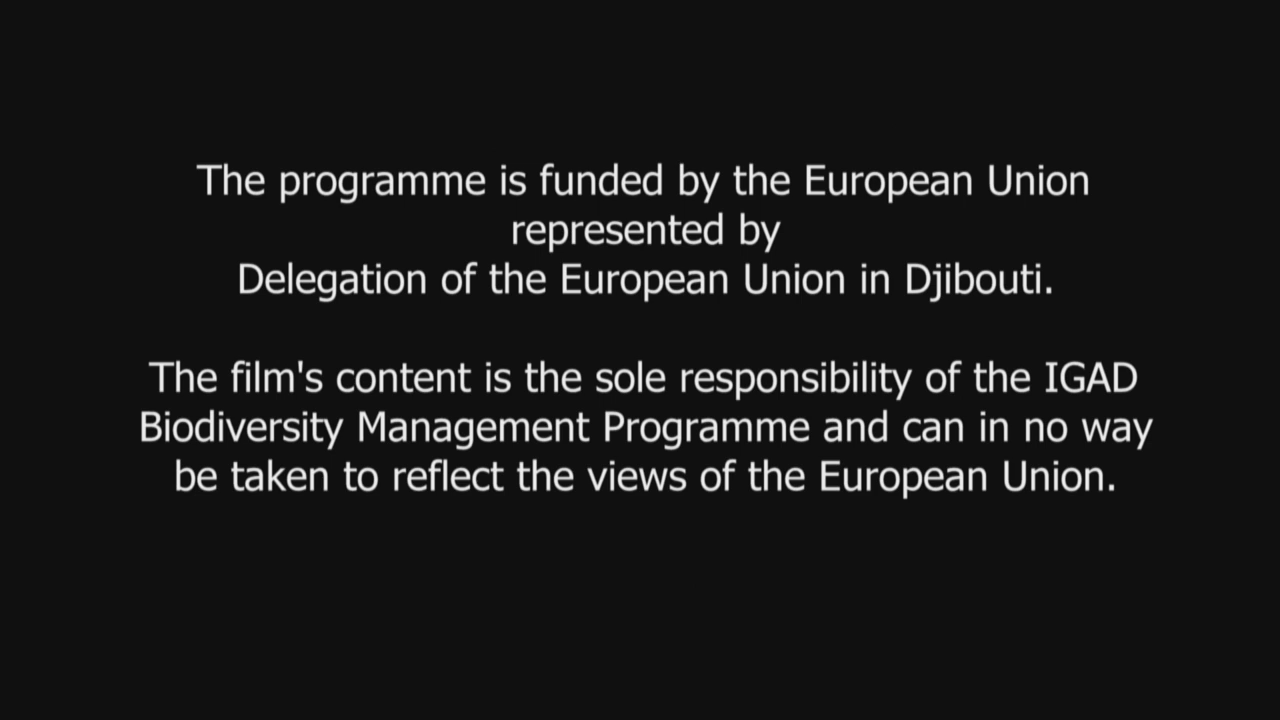 The programme is funded by the European Union
represented by
Delegation of the European Union in Djibouti.
The film's content is the sole responsibility of the IGAD
Biodiversity Management Programme and can in no way
be taken to reflect the views of the European Union.